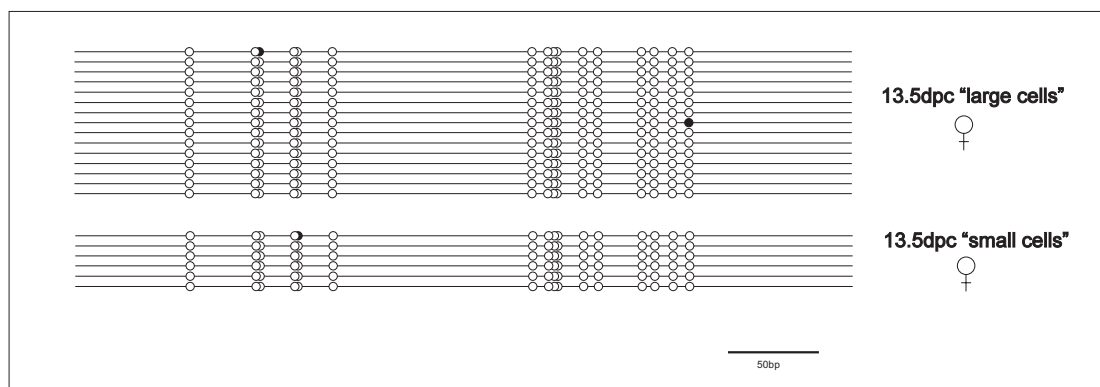 13.5dpc “large cells”
♀
13.5dpc “small cells”
♀
50bp